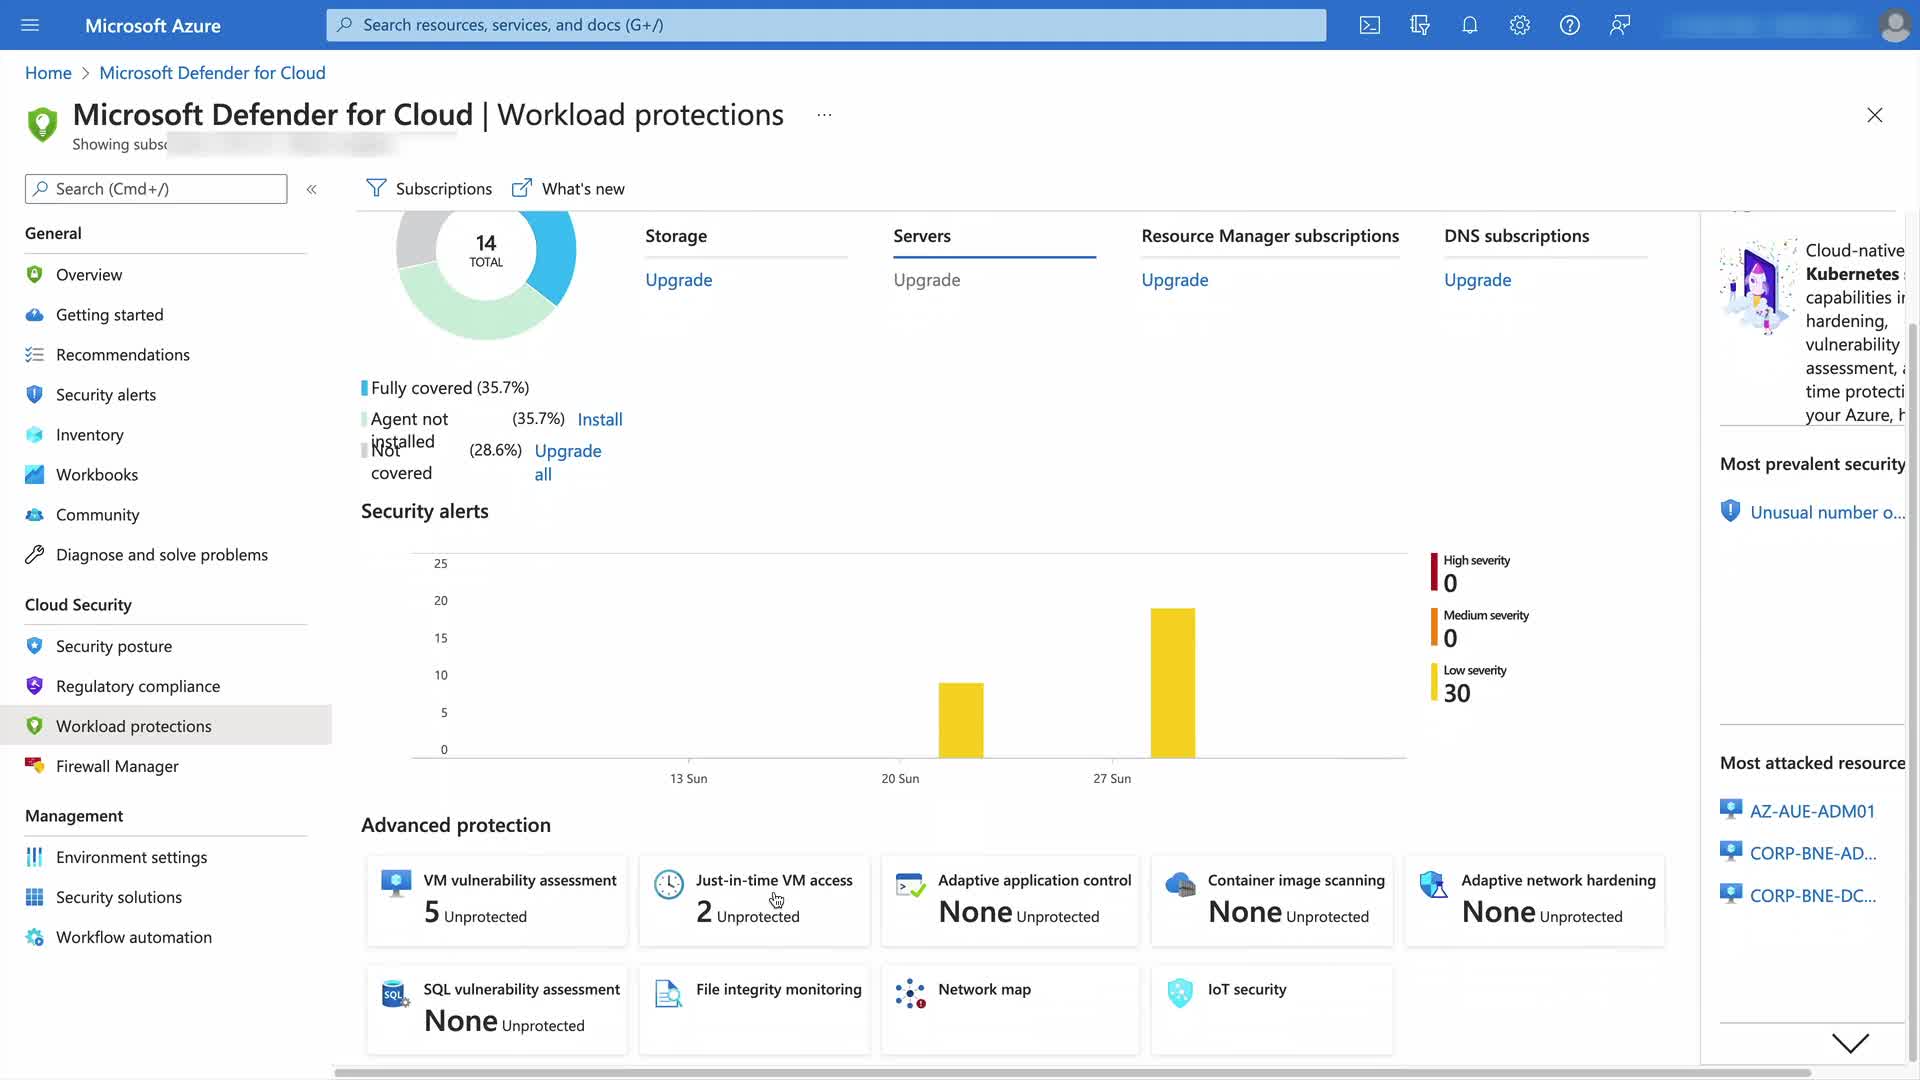 Microsoft Azure
Search resources, services, and docs (G+/)
Home > Microsoft Defender for Cloud
Microsoft Defender for Cloud | Workload protections ...
Showing
Search (Cmd+/)
«
Subscriptions
What's new
General
Overview
Getting started
Recommendations
Security alerts
Inventory
Workbooks
Community
Diagnose and solve problems
Cloud Security
Security posture
Regulatory compliance
Workload protections
Firewall Manager
Management
Environment settings
Security solutions
Workflow automation
14
TOTAL
Storage
Upgrade
Servers
Upgrade
Resource Manager subscriptions
Upgrade
DNS subscriptions
Upgrade
Fully covered (35.7%)
Agent not installed (35.7%) Install
Not covered (28.6%) Upgrade all
Security alerts
25
20
15
10
5
0
13 Sun
20 Sun
27 Sun
High severity
0
Medium severity
0
Low severity
30
Advanced protection
VM vulnerability assessment
5 Unprotected
Just-in-time VM access
2 Unprotected
Adaptive application control
None Unprotected
Container image scanning
None Unprotected
Adaptive network hardening
None Unprotected
SQL
SQL vulnerability assessment
None Unprotected
File integrity monitoring
Network map
IoT security
Cloud-native
Kubernetes
capabilities
hardening,
vulnerability
assessment,
time
your Azure,
Most prevalent security
Unusual number o...
Most attacked resource
AZ-AUE-ADM01
CORP-BNE-AD...
CORP-BNE-DC...